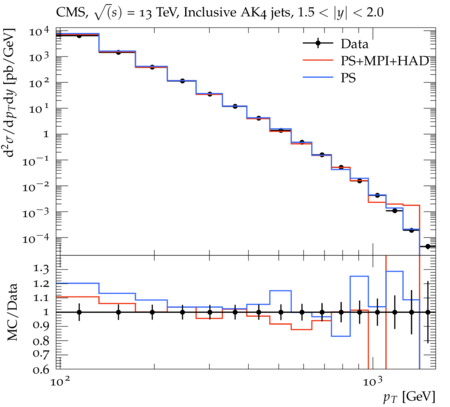 CMS, √(s) = 13 TeV, Inclusive AK4 jets, 1.5 < |y| < 2.0
d²σ/dp_T dy [pb/GeV]
10⁴
10³
10²
10¹
1
10⁻¹
10⁻²
10⁻³
10⁻⁴
Data
PS+MPI+HAD
PS
MC/Data
1.3
1.2
1.1
1
0.9
0.8
0.7
0.6
10²
10³
p_T [GeV]